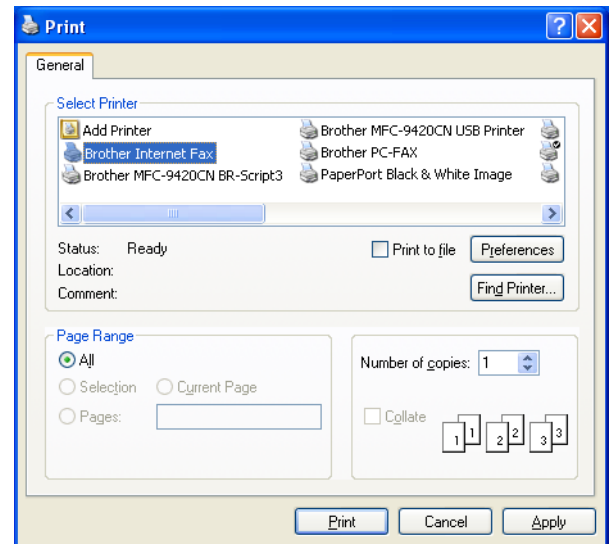 Print
General
Select Printer
Add Printer
Brother Internet Fax
Brother MFC-9420CN BR-Script3
Brother MFC-9420CN USB Printer
Brother PC-FAX
PaperPort Black & White Image
Status: Ready
Location:
Comment:
Print to file
Preferences
Find Printer...
Page Range
All
Selection
Current Page
Pages:
Number of copies: 1
Collate
1 1 2 2 3 3
Print
Cancel
Apply